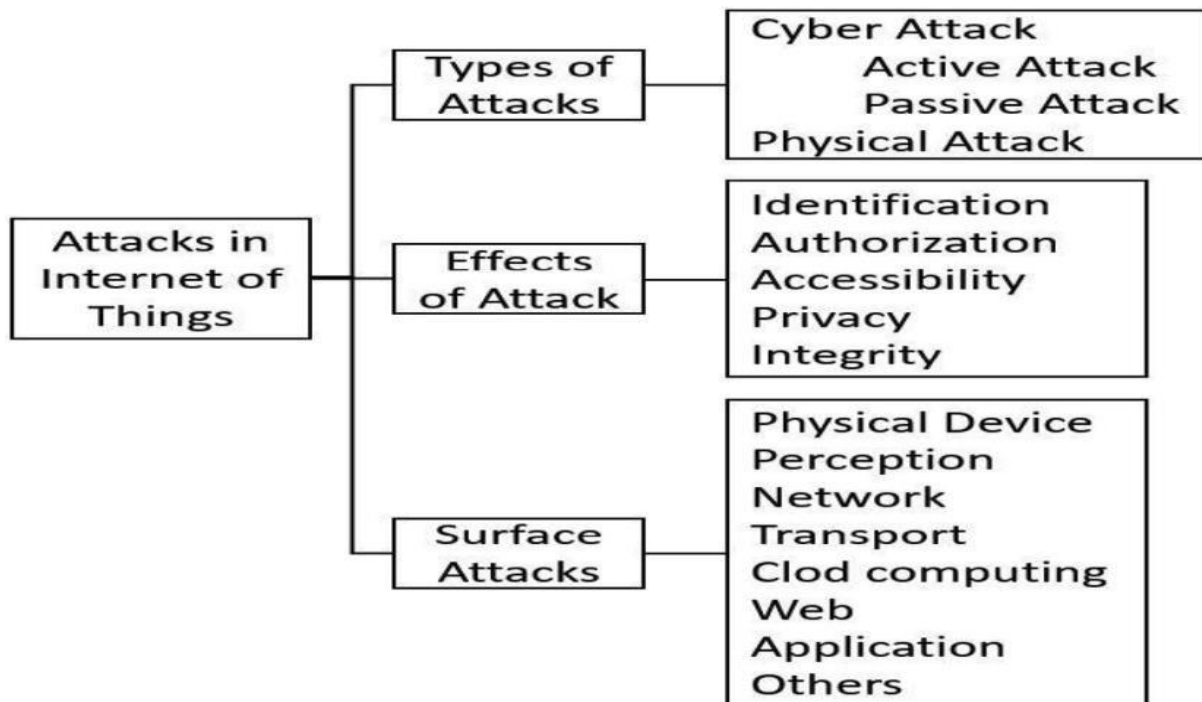 Attacks in
Internet of
Things
Types of
Attacks
Cyber Attack
Active Attack
Passive Attack
Physical Attack
Effects
of Attack
Identification
Authorization
Accessibility
Privacy
Integrity
Surface
Attacks
Physical Device
Perception
Network
Transport
Clod computing
Web
Application
Others